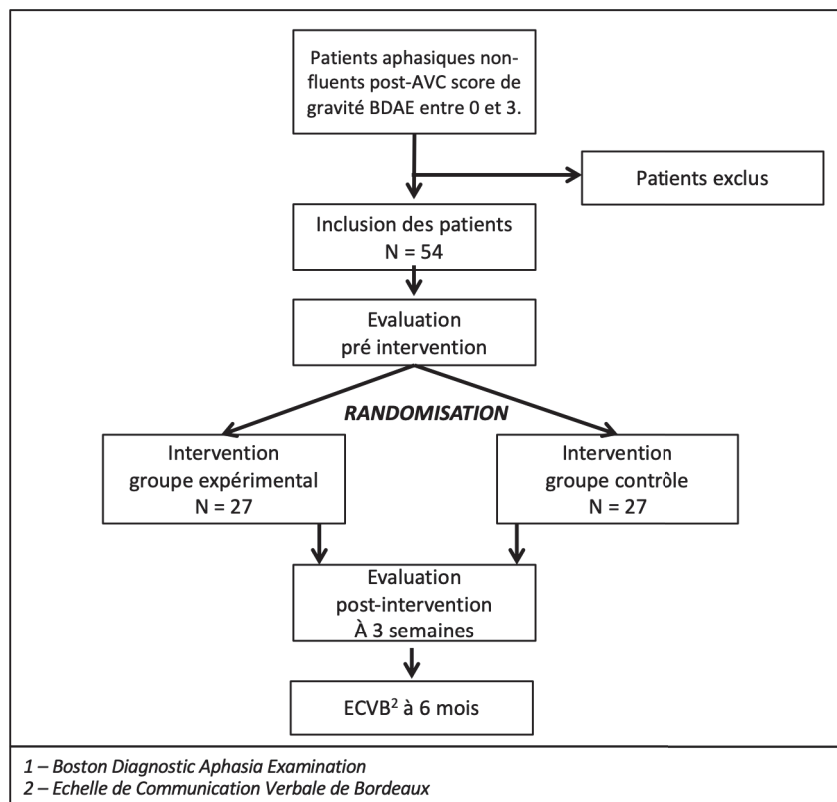 Patients aphasiques non-
fluents post-AVC score de
gravité BDAE entre 0 et 3.
Patients exclus
Inclusion des patients
N = 54
Evaluation
pré intervention
RANDOMISATION
Intervention
groupe expérimental
N = 27
Intervention
groupe contrôle
N = 27
Evaluation
post-intervention
À 3 semaines
ECVB² à 6 mois
1 – Boston Diagnostic Aphasia Examination
2 – Echelle de Communication Verbale de Bordeaux